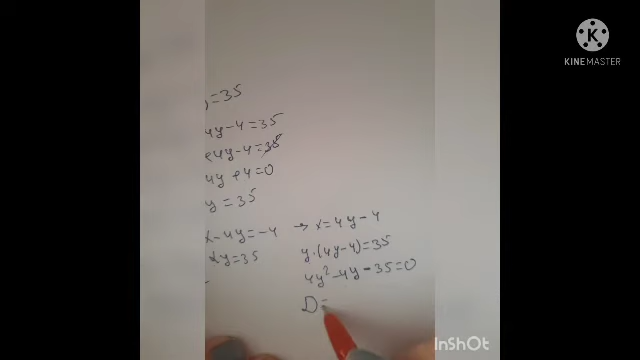 )=35
4y-4=35
+4y-4=35
4y+4=0
y=35
x-4y=-4 → x=4y-4
xy=35 y·(4y-4)=35
4y²-4y-35=0
D=
K
KINEMASTER
InShOt